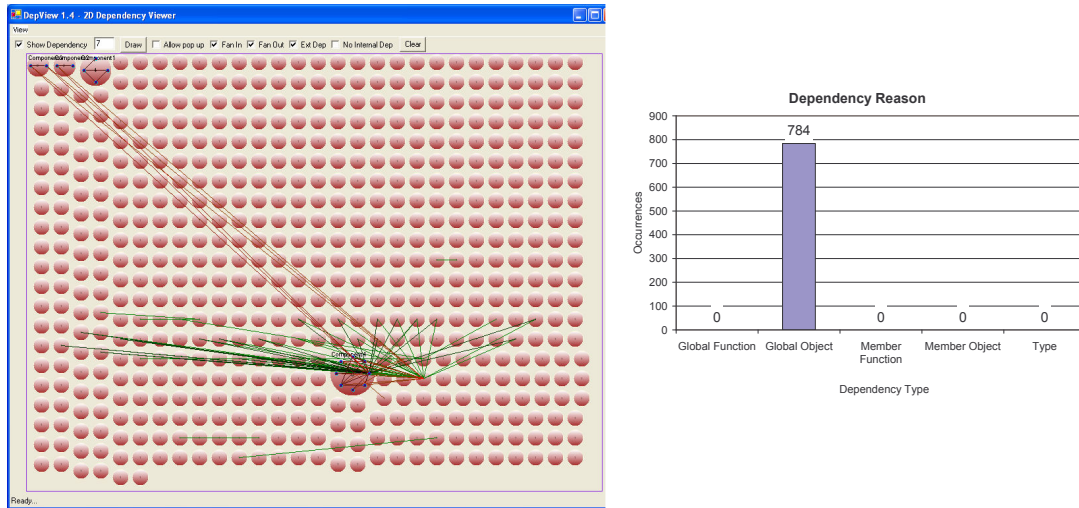 DepView 1.4 - 2D Dependency Viewer
View
Show Dependency 7 Draw Allow pop up Fan In Fan Out Ext Dep No Internal Dep Clear
Component1
Ready...
Dependency Reason
Occurrences
900
800
700
600
500
400
300
200
100
0
0
784
0
0
0
Global Function
Global Object
Member
Function
Member Object
Type
Dependency Type